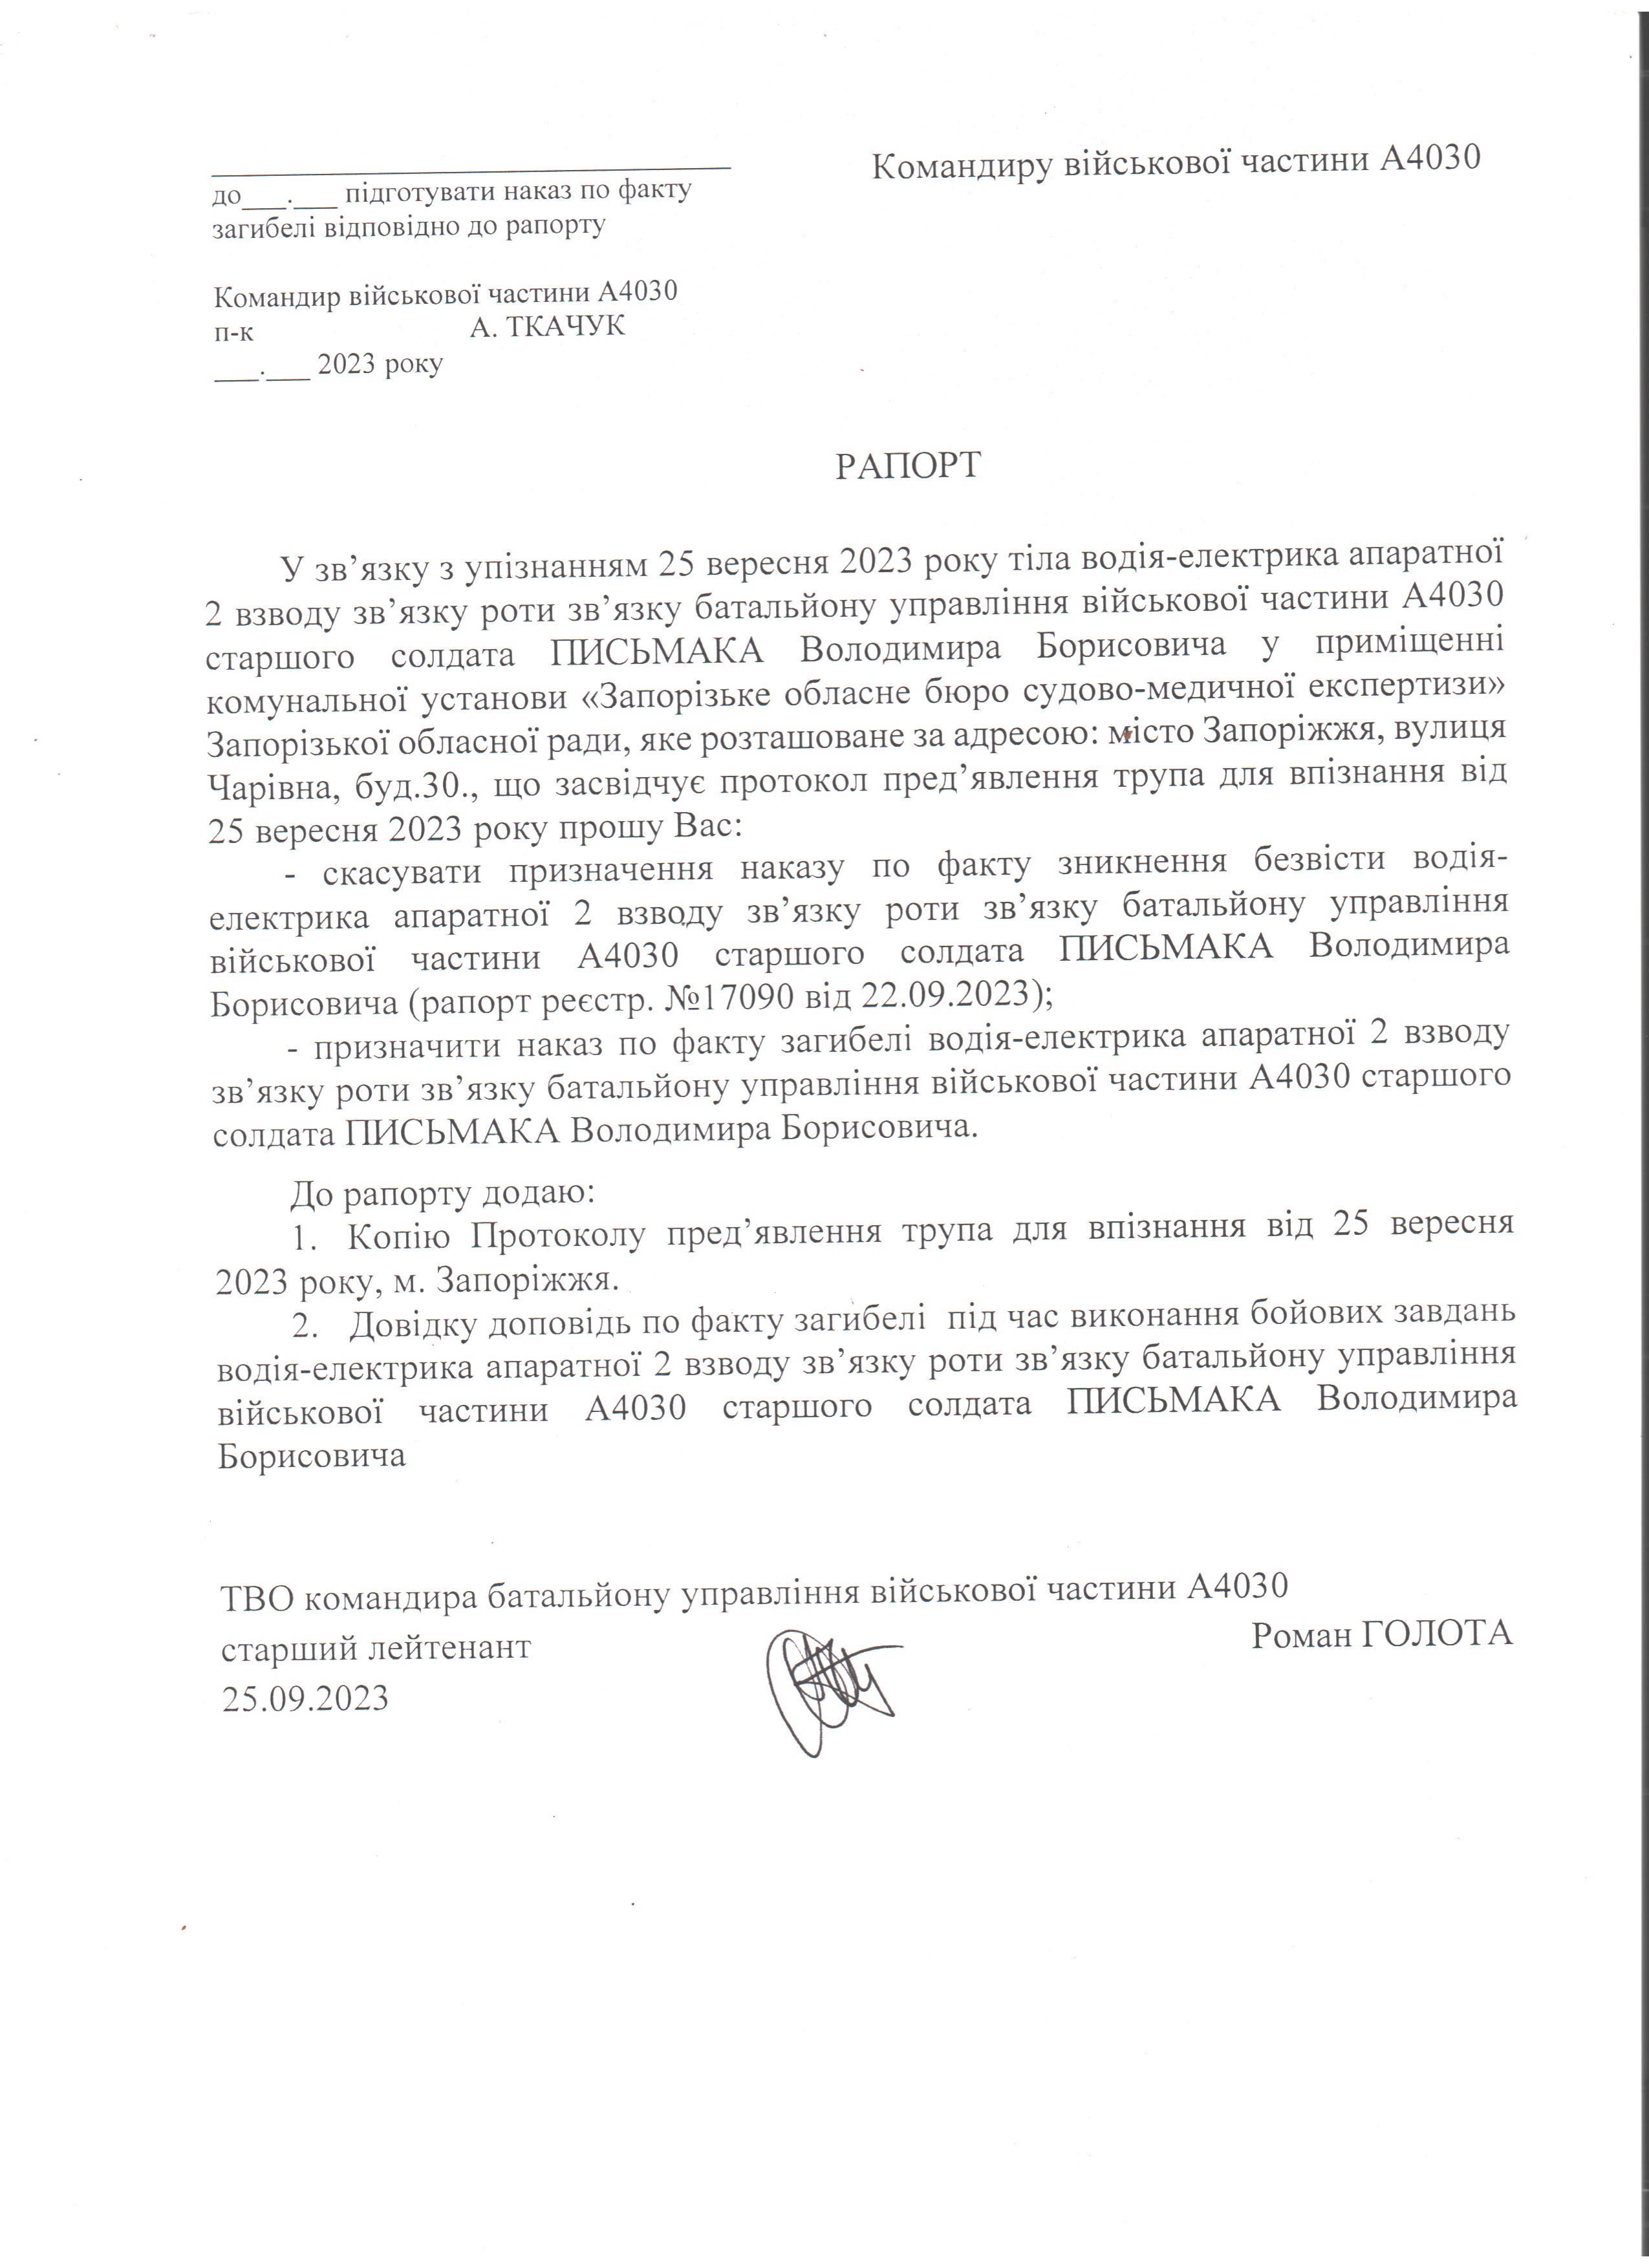 Командиру військової частини А4030
до___.___ підготувати наказ по факту
загибелі відповідно до рапорту
Командир військової частини А4030
п-к А. ТКАЧУК
___.___ 2023 року
РАПОРТ
У зв’язку з упізнанням 25 вересня 2023 року тіла водія-електрика апаратної
2 взводу зв’язку роти зв’язку батальйону управління військової частини А4030
старшого солдата ПИСЬМАКА Володимира Борисовича у приміщенні
комунальної установи «Запорізьке обласне бюро судово-медичної експертизи»
Запорізької обласної ради, яке розташоване за адресою: місто Запоріжжя, вулиця
Чарівна, буд.30., що засвідчує протокол пред’явлення трупа для впізнання від
25 вересня 2023 року прошу Вас:
- скасувати призначення наказу по факту зникнення безвісти водія-
електрика апаратної 2 взводу зв’язку роти зв’язку батальйону управління
військової частини А4030 старшого солдата ПИСЬМАКА Володимира
Борисовича (рапорт реєстр. №17090 від 22.09.2023);
- призначити наказ по факту загибелі водія-електрика апаратної 2 взводу
зв’язку роти зв’язку батальйону управління військової частини А4030 старшого
солдата ПИСЬМАКА Володимира Борисовича.
До рапорту додаю:
1. Копію Протоколу пред’явлення трупа для впізнання від 25 вересня
2023 року, м. Запоріжжя.
2. Довідку доповідь по факту загибелі під час виконання бойових завдань
водія-електрика апаратної 2 взводу зв’язку роти зв’язку батальйону управління
військової частини А4030 старшого солдата ПИСЬМАКА Володимира
Борисовича
ТВО командира батальйону управління військової частини А4030
старший лейтенант Роман ГОЛОТА
25.09.2023